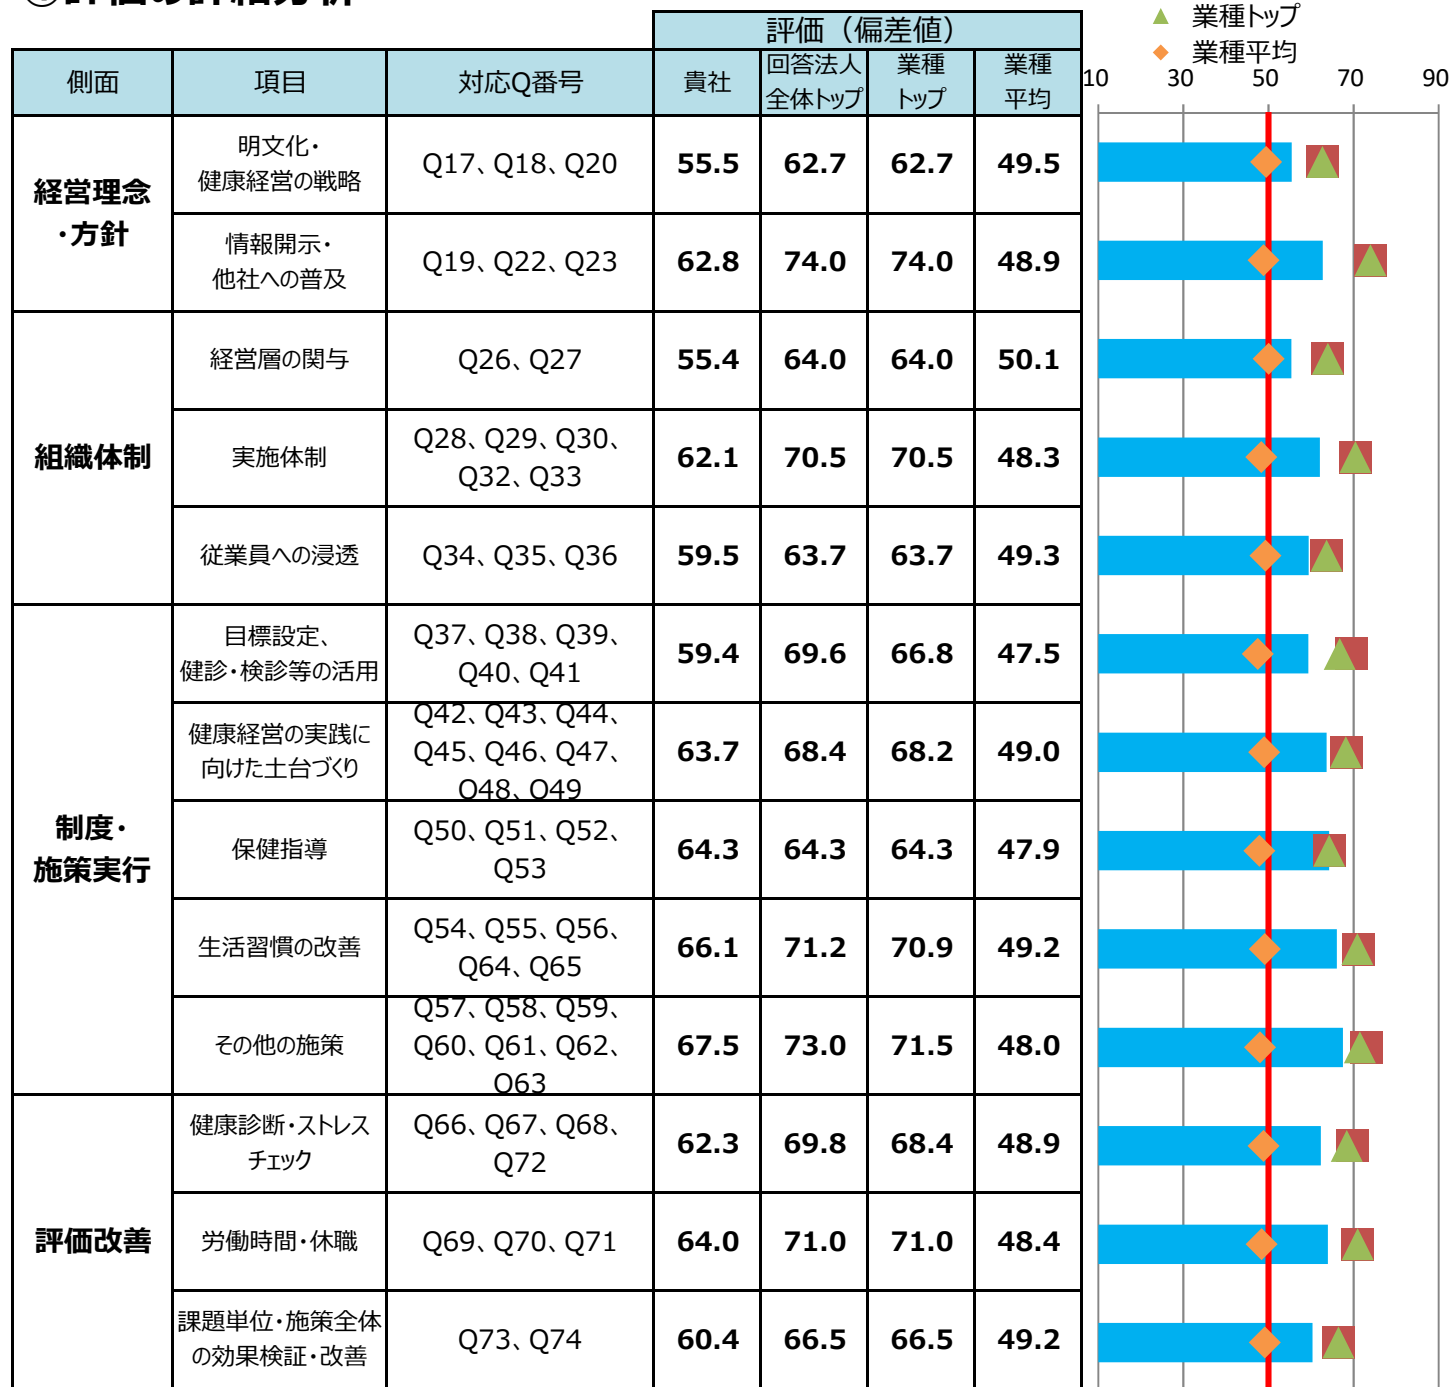 評価（偏差値）
▲ 業種トップ
◆ 業種平均
側面 項目 対応Q番号 貴社 回答法人 業種 業種
全体トップ トップ 平均
10 30 50 70 90
経営理念
・方針
明文化・
健康経営の戦略
Q17、Q18、Q20 55.5 62.7 62.7 49.5
情報開示・
他社への普及
Q19、Q22、Q23 62.8 74.0 74.0 48.9
組織体制
経営層の関与 Q26、Q27 55.4 64.0 64.0 50.1
実施体制
Q28、Q29、Q30、
Q32、Q33
62.1 70.5 70.5 48.3
従業員への浸透 Q34、Q35、Q36 59.5 63.7 63.7 49.3
制度・
施策実行
目標設定、
健診・検診等の活用
Q37、Q38、Q39、
Q40、Q41
59.4 69.6 66.8 47.5
健康経営の実践に
向けた土台づくり
Q42、Q43、Q44、
Q45、Q46、Q47、
Q48、Q49
63.7 68.4 68.2 49.0
保健指導
Q50、Q51、Q52、
Q53
64.3 64.3 64.3 47.9
生活習慣の改善
Q54、Q55、Q56、
Q64、Q65
66.1 71.2 70.9 49.2
その他の施策
Q57、Q58、Q59、
Q60、Q61、Q62、
Q63
67.5 73.0 71.5 48.0
評価改善
健康診断・ストレス
チェック
Q66、Q67、Q68、
Q72
62.3 69.8 68.4 48.9
労働時間・休職 Q69、Q70、Q71 64.0 71.0 71.0 48.4
課題単位・施策全体
の効果検証・改善
Q73、Q74 60.4 66.5 66.5 49.2